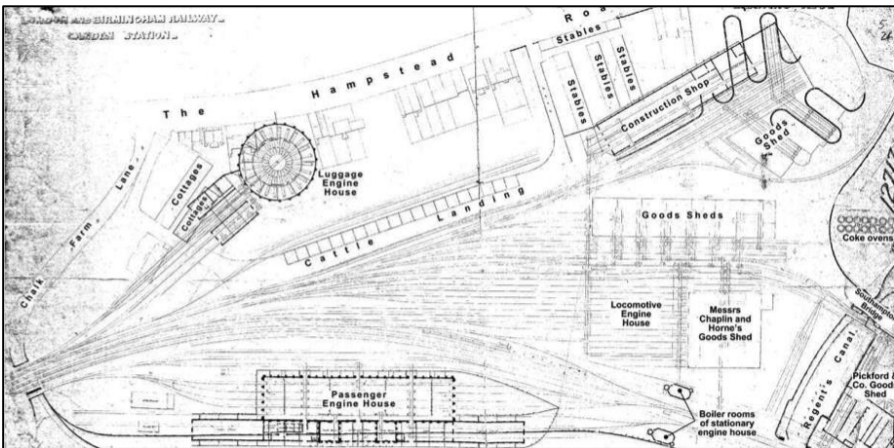 LONDON AND BIRMINGHAM RAILWAY.
CAMDEN STATION.
The Hampstead Roa
Stables
Stables
Stables
Stables
Construction Shop
Goods
Shed
Chalk Farm Lane
Cottages
Cottages
Luggage
Engine
House
Cattle Landing
Goods Sheds
Coke ovens
Southampton
Bridge
Locomotive
Engine
House
Messrs
Chaplin and
Horne's
Goods Shed
Regent's Canal
Pickford &
Co. Goods
Shed
Passenger
Engine House
Boiler rooms
of stationary
engine house